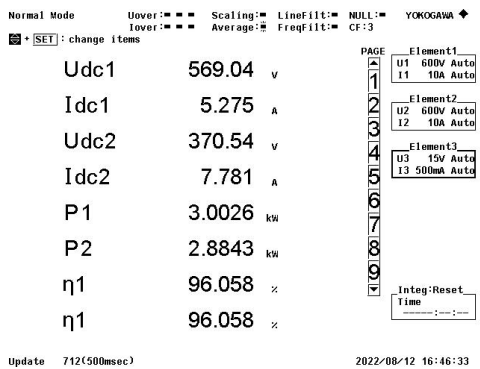 Normal Mode Uover:■ ■ ■ Scaling:■ LineFilt:■ NULL:■ YOKOGAWA ◆
Iover:■ ■ ■ Average:■ FreqFilt:■ CF:3
+ SET : change items
PAGE
Udc1 569.04 V
Idc1 5.275 A
Udc2 370.54 V
Idc2 7.781 A
P1 3.0026 kW
P2 2.8843 kW
η1 96.058 %
η1 96.058 %
1
2
3
4
5
6
7
8
9
Element1
U1 600V Auto
I1 10A Auto
Element2
U2 600V Auto
I2 10A Auto
Element3
U3 15V Auto
I3 500mA Auto
Integ:Reset
Time
-----:--:--
Update 712(500msec) 2022/08/12 16:46:33